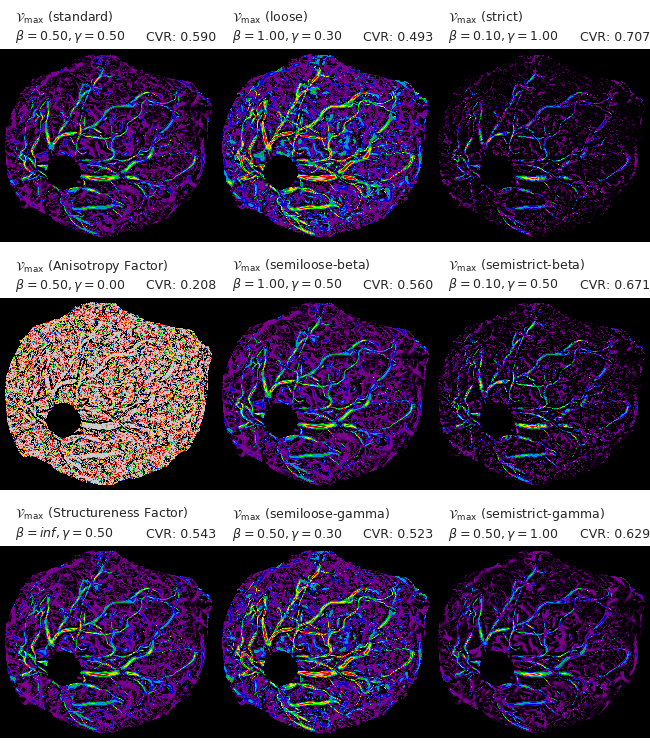 𝒱max (standard)
β = 0.50, γ = 0.50 CVR: 0.590
𝒱max (loose)
β = 1.00, γ = 0.30 CVR: 0.493
𝒱max (strict)
β = 0.10, γ = 1.00 CVR: 0.707
𝒱max (Anisotropy Factor)
β = 0.50, γ = 0.00 CVR: 0.208
𝒱max (semiloose-beta)
β = 1.00, γ = 0.50 CVR: 0.560
𝒱max (semistrict-beta)
β = 0.10, γ = 0.50 CVR: 0.671
𝒱max (Structureness Factor)
β = inf, γ = 0.50 CVR: 0.543
𝒱max (semiloose-gamma)
β = 0.50, γ = 0.30 CVR: 0.523
𝒱max (semistrict-gamma)
β = 0.50, γ = 1.00 CVR: 0.629